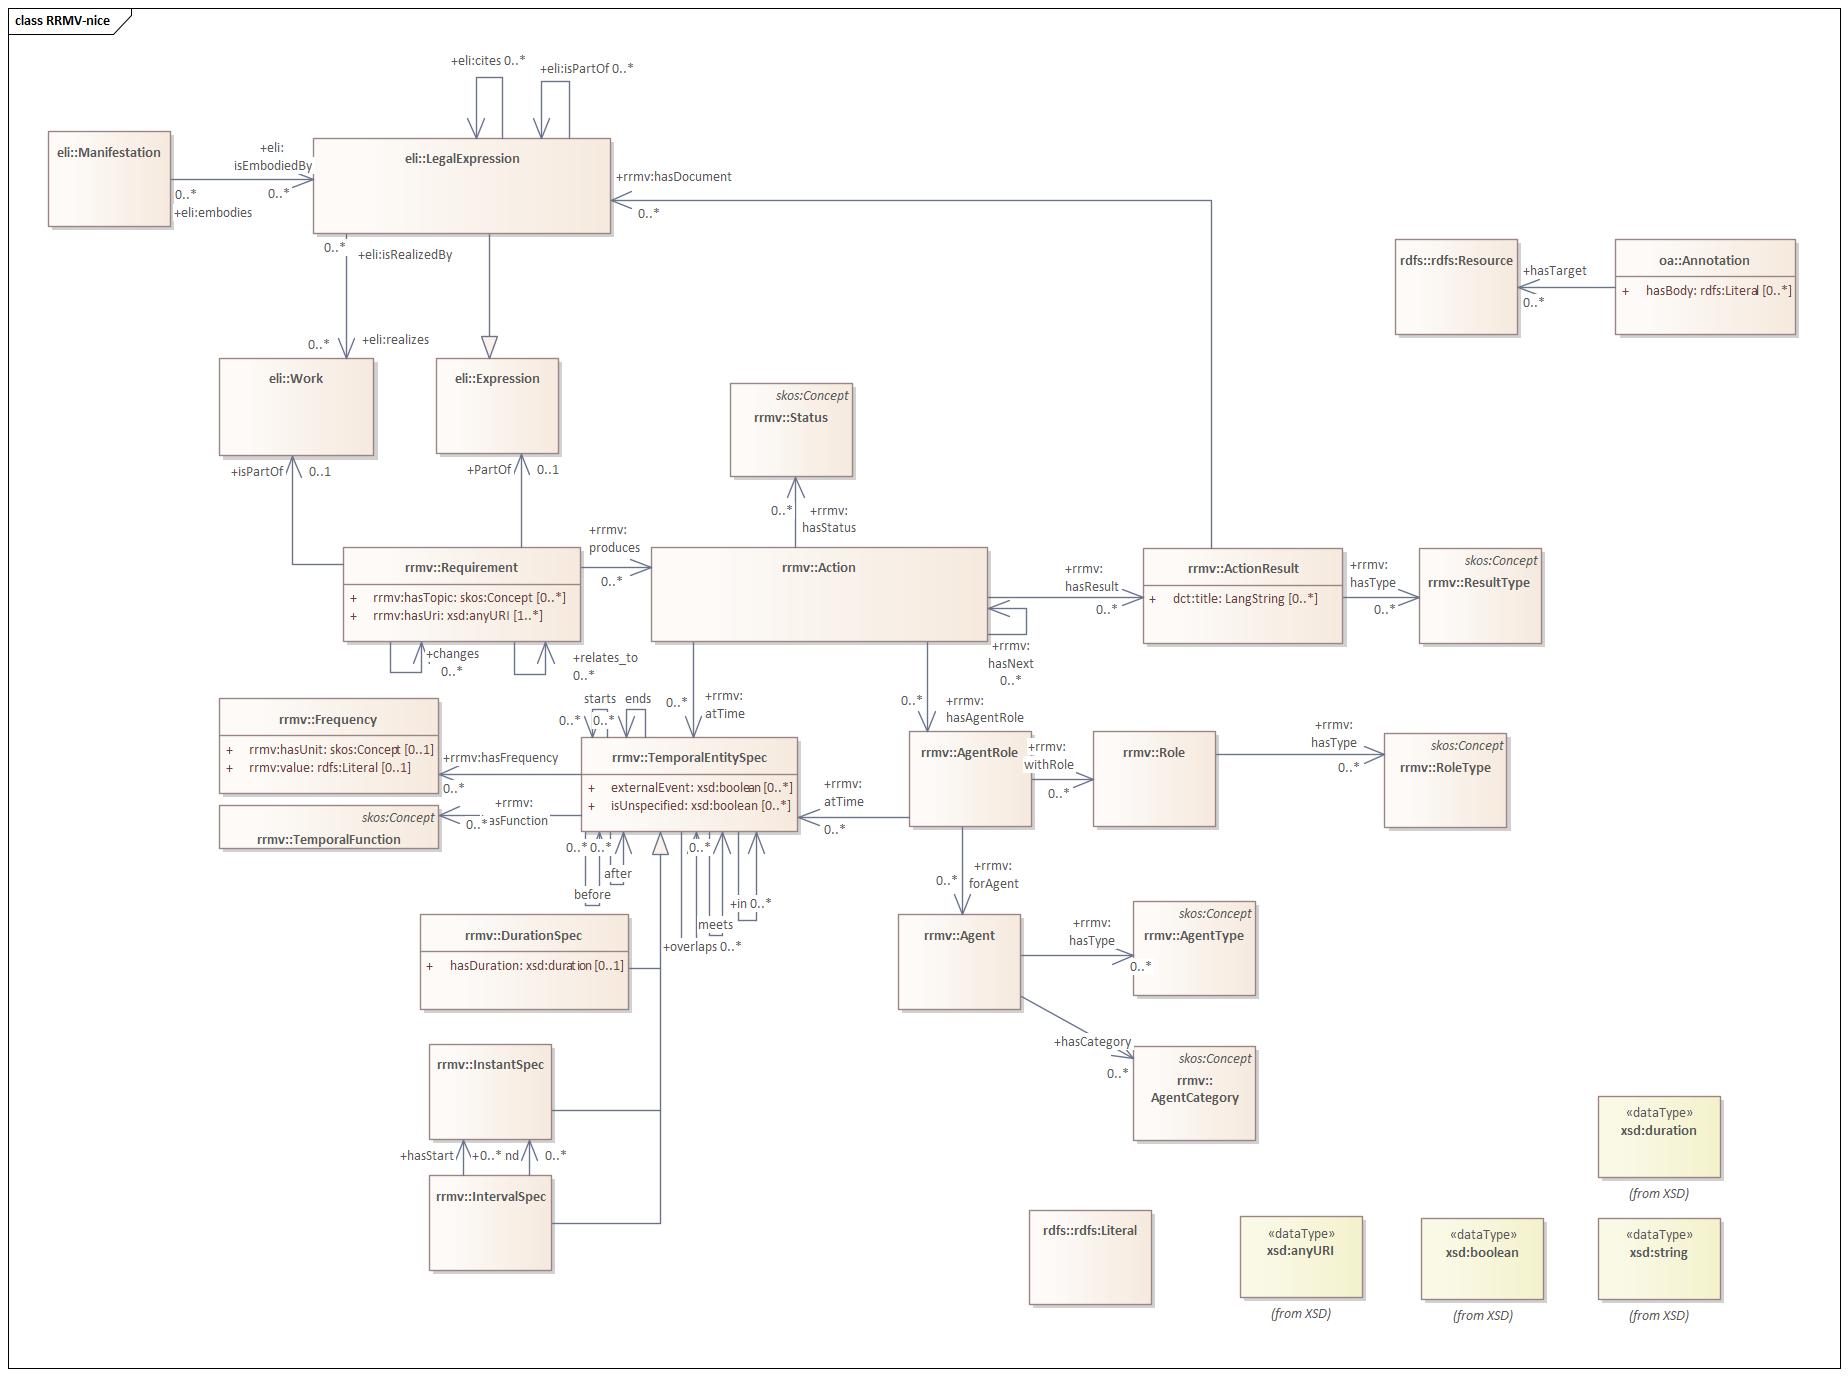 class RRMV-nice
+eli:cites 0..*
+eli:isPartOf 0..*
eli::Manifestation
+eli:
isEmbodiedBy
0..*
0..*
+eli:embodies
eli::LegalExpression
+rrmv:hasDocument
0..*
0..*
+eli:isRealizedBy
rdfs::rdfs:Resource
+hasTarget
0..*
oa::Annotation
+ hasBody: rdfs:Literal [0..*]
0..*
+eli:realizes
eli::Work
eli::Expression
skos:Concept
rrmv::Status
+isPartOf
0..1
+PartOf
0..1
0..*
+rrmv:
hasStatus
+rrmv:
produces
0..*
rrmv::Requirement
+ rrmv:hasTopic: skos:Concept [0..*]
+ rrmv:hasUri: xsd:anyURI [1..*]
rrmv::Action
+rrmv:
hasResult
0..*
rrmv::ActionResult
+ dct:title: LangString [0..*]
+rrmv:
hasType
0..*
skos:Concept
rrmv::ResultType
+changes
0..*
+relates_to
0..*
+rrmv:
hasNext
0..*
0..*
+rrmv:
atTime
0..*
+rrmv:
hasAgentRole
starts
ends
0..*
0..*
rrmv::Frequency
+ rrmv:hasUnit: skos:Concept [0..1]
+ rrmv:value: rdfs:Literal [0..1]
+rrmv:hasFrequency
0..*
rrmv::TemporalEntitySpec
+ externalEvent: xsd:boolean [0..*]
+ isUnspecified: xsd:boolean [0..*]
+rrmv:
asFunction
0..*
skos:Concept
rrmv::TemporalFunction
+rrmv:
atTime
0..*
rrmv::AgentRole
+rrmv:
withRole
0..*
rrmv::Role
+rrmv:
hasType
0..*
skos:Concept
rrmv::RoleType
0..*
0..*
0..*
after
before
+in 0..*
meets
+overlaps 0..*
0..*
+rrmv:
forAgent
rrmv::DurationSpec
+ hasDuration: xsd:duration [0..1]
rrmv::Agent
+rrmv:
hasType
0..*
skos:Concept
rrmv::AgentType
+hasCategory
0..*
skos:Concept
rrmv::
AgentCategory
rrmv::InstantSpec
+hasStart
+0..*
nd
0..*
rrmv::IntervalSpec
«dataType»
xsd:duration
(from XSD)
rdfs::rdfs:Literal
«dataType»
xsd:anyURI
(from XSD)
«dataType»
xsd:boolean
(from XSD)
«dataType»
xsd:string
(from XSD)